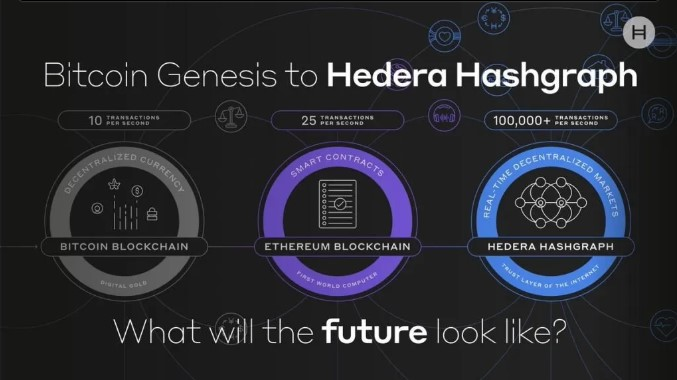 Bitcoin Genesis to Hedera Hashgraph
10 TRANSACTIONS PER SECOND
25 TRANSACTIONS PER SECOND
100,000+ TRANSACTIONS PER SECOND
DECENTRALIZED CURRENCY
SMART CONTRACTS
REAL-TIME DECENTRALIZED MARKETS
BITCOIN BLOCKCHAIN
ETHEREUM BLOCKCHAIN
HEDERA HASHGRAPH
DIGITAL GOLD
FIRST WORLD COMPUTER
TRUST LAYER OF THE INTERNET
What will the future look like?